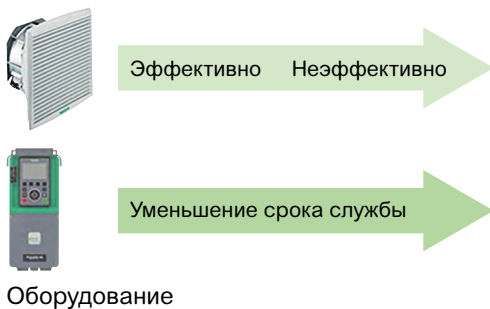 Эффективно Неэффективно
Уменьшение срока службы
Оборудование